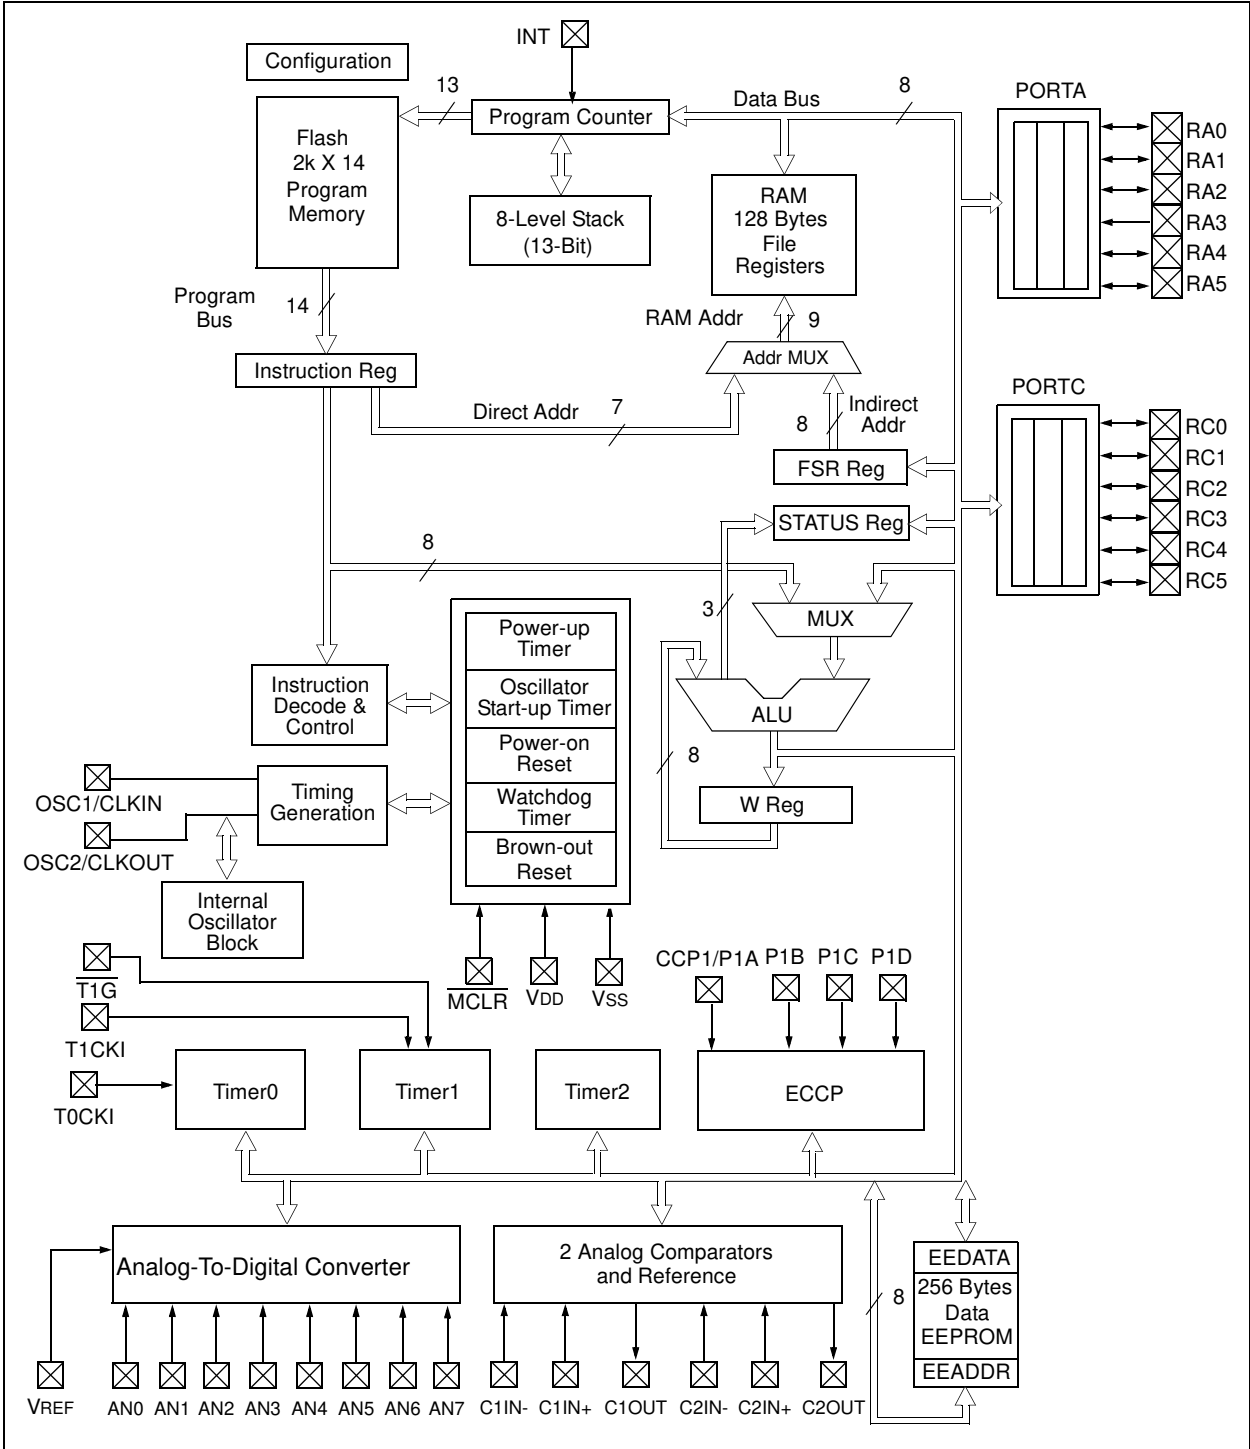 INT
Configuration
13
Program Counter
Data Bus
8
PORTA
Flash
2k X 14
Program
Memory
8-Level Stack
(13-Bit)
RAM
128 Bytes
File
Registers
RA0
RA1
RA2
RA3
RA4
RA5
Program
Bus
14
RAM Addr
9
Addr MUX
Instruction Reg
Direct Addr
7
8
Indirect
Addr
FSR Reg
STATUS Reg
PORTC
RC0
RC1
RC2
RC3
RC4
RC5
8
3
MUX
ALU
8
W Reg
Power-up
Timer
Oscillator
Start-up Timer
Power-on
Reset
Watchdog
Timer
Brown-out
Reset
Instruction
Decode &
Control
OSC1/CLKIN
Timing
Generation
OSC2/CLKOUT
Internal
Oscillator
Block
MCLR
VDD
VSS
CCP1/P1A
P1B
P1C
P1D
T1G
T1CKI
T0CKI
Timer0
Timer1
Timer2
ECCP
Analog-To-Digital Converter
2 Analog Comparators
and Reference
8
EEDATA
256 Bytes
Data
EEPROM
EEADDR
VREF
AN0
AN1
AN2
AN3
AN4
AN5
AN6
AN7
C1IN-
C1IN+
C1OUT
C2IN-
C2IN+
C2OUT